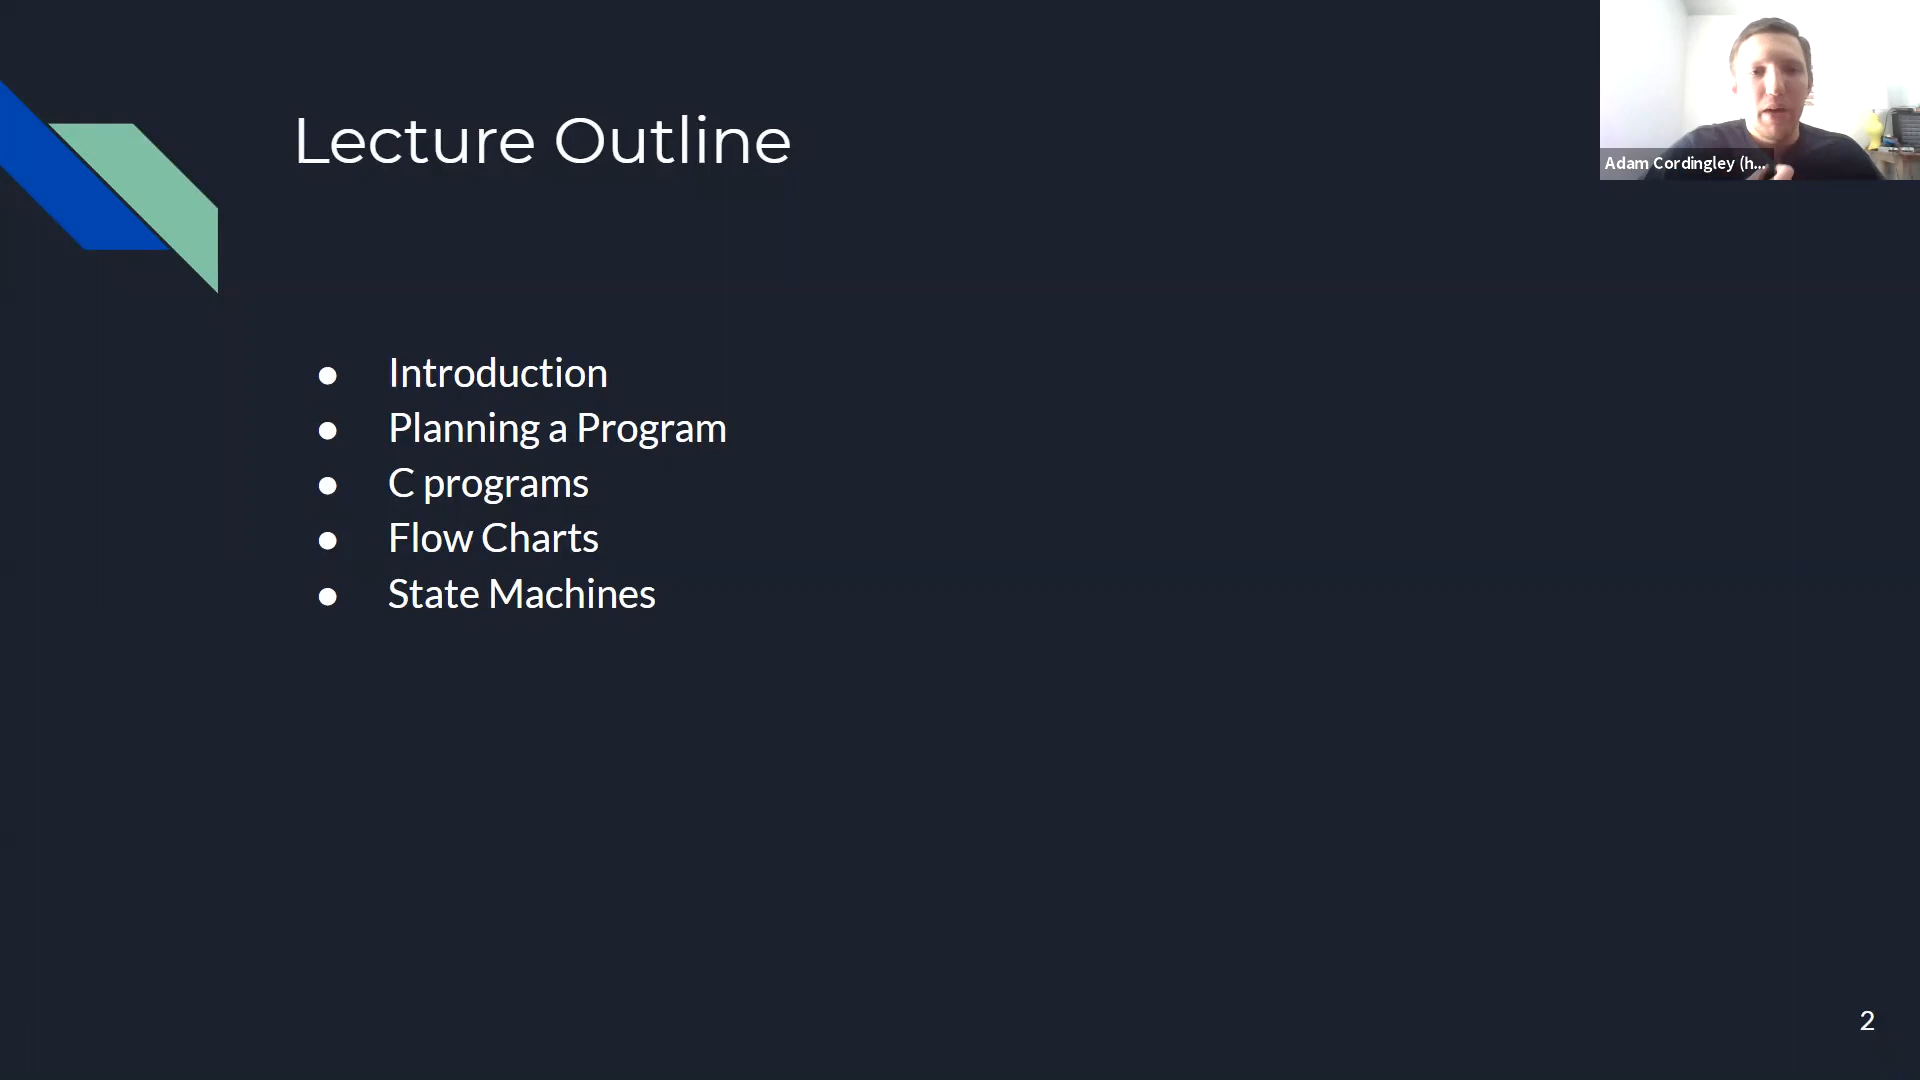 Lecture Outline
Adam Cordingley (h...
● Introduction
● Planning a Program
● C programs
● Flow Charts
● State Machines
2